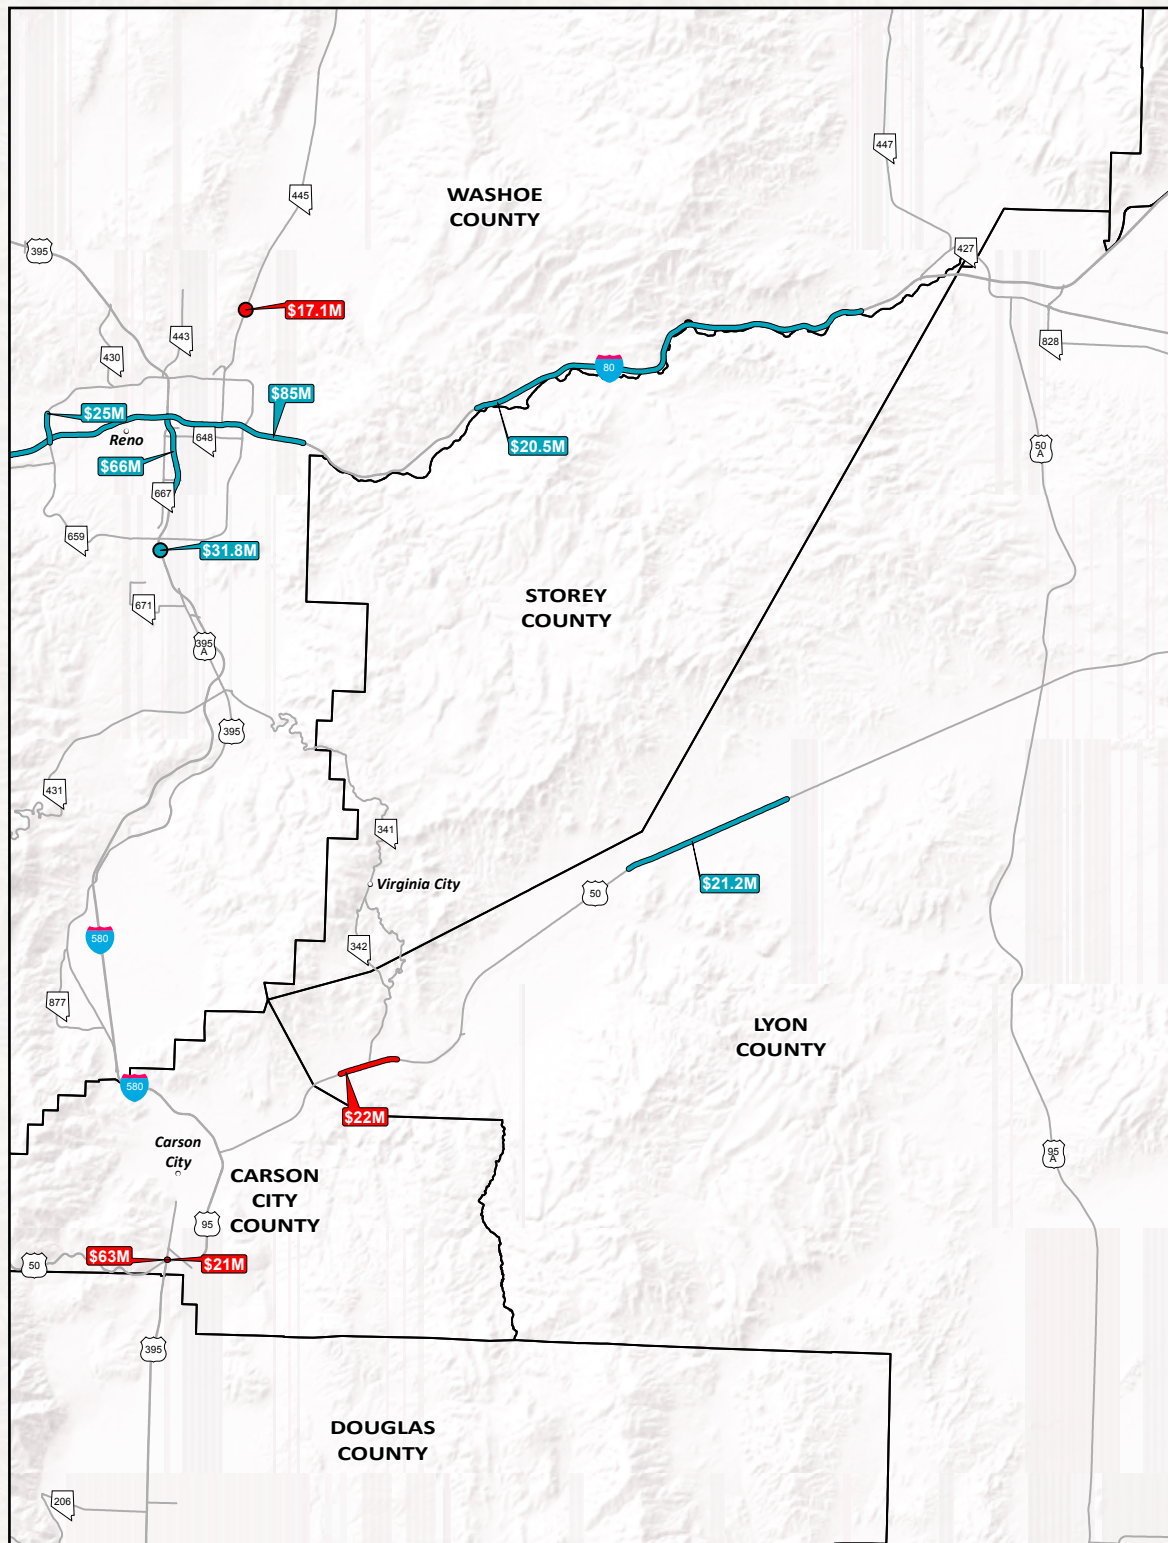 447
WASHOE
COUNTY
445
395
427
$17.1M
443
828
430
80
$85M
$25M
Reno
648
$20.5M
50
A
$66M
667
659
$31.8M
STOREY
COUNTY
671
395
A
395
431
341
Virginia City
$21.2M
50
580
342
877
LYON
COUNTY
580
$22M
Carson
City
95
A
CARSON
CITY
COUNTY
95
$63M
$21M
50
395
DOUGLAS
COUNTY
206